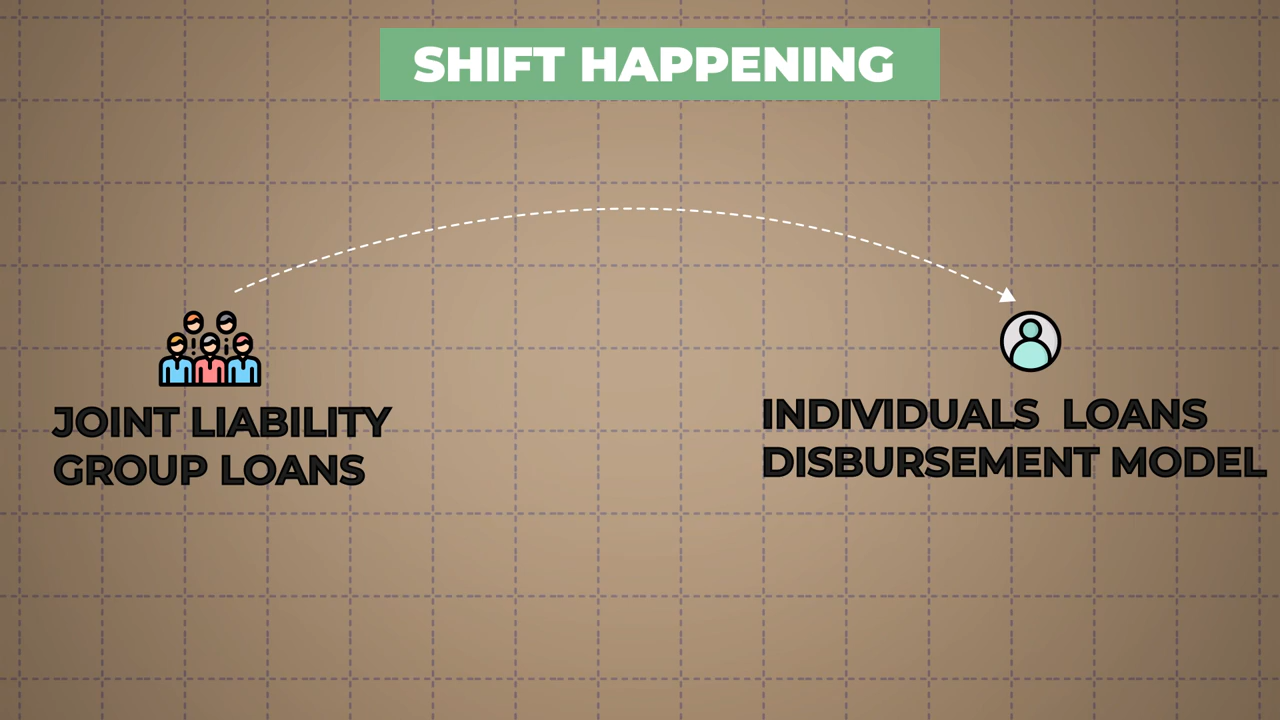 SHIFT HAPPENING
JOINT LIABILITY
GROUP LOANS
INDIVIDUALS LOANS
DISBURSEMENT MODEL